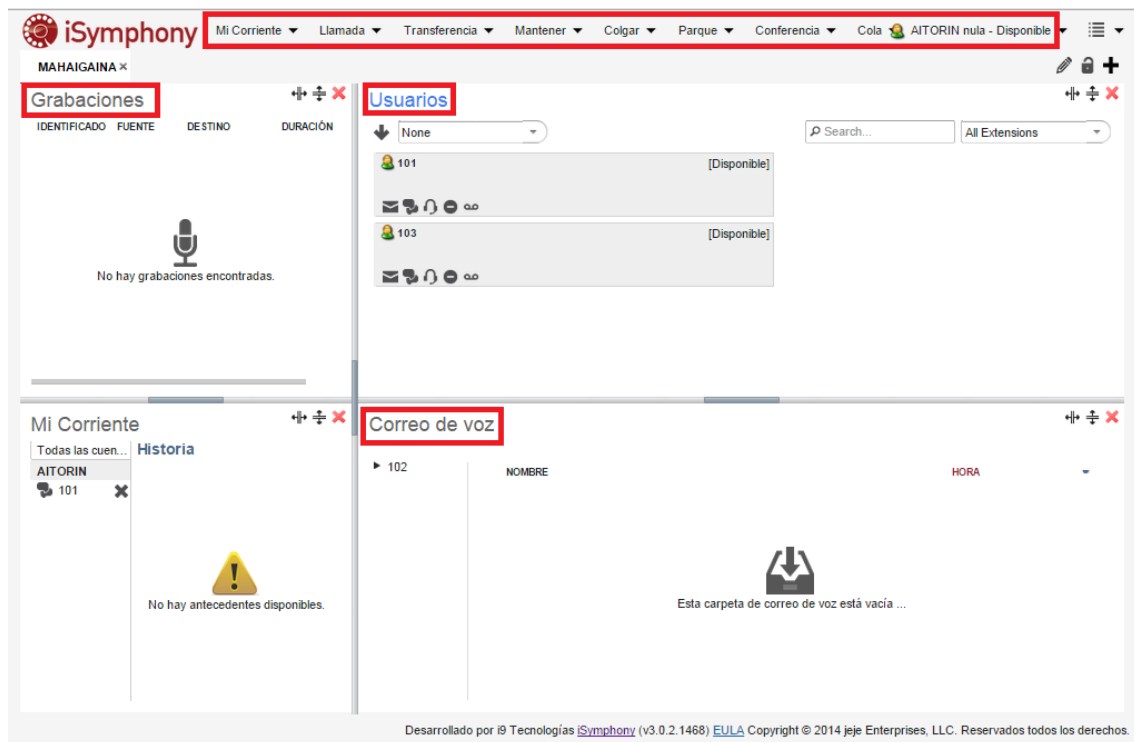 iSymphony Mi Corriente Llamada Transferencia Mantener Colgar Parque Conferencia Cola AITORIN nula - Disponible
MAHAIGAINA
Grabaciones
IDENTIFICADO FUENTE DESTINO DURACIÓN
No hay grabaciones encontradas.
Usuarios
None Search... All Extensions
101 [Disponible]
103 [Disponible]
Mi Corriente
Todas las cuen... Historia
AITORIN
101
No hay antecedentes disponibles.
Correo de voz
102 NOMBRE HORA
Esta carpeta de correo de voz está vacía ...
Desarrollado por i9 Tecnologías iSymphony (v3.0.2.1468) EULA Copyright © 2014 jeje Enterprises, LLC. Reservados todos los derechos.